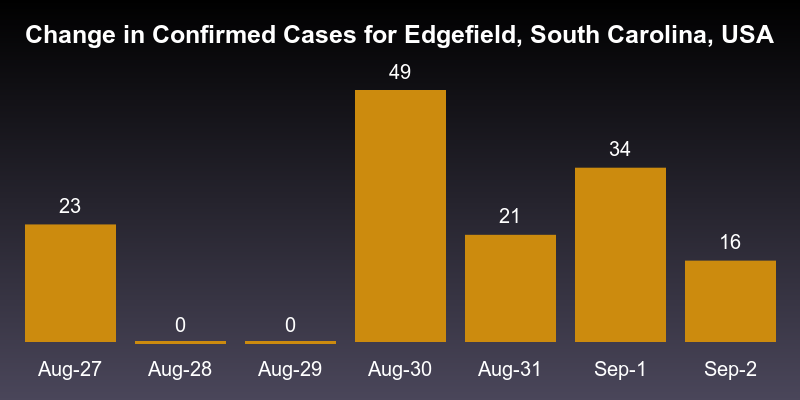 Change in Confirmed Cases for Edgefield, South Carolina, USA
49
34
23
21
16
0
0
Aug-27
Aug-28
Aug-29
Aug-30
Aug-31
Sep-1
Sep-2